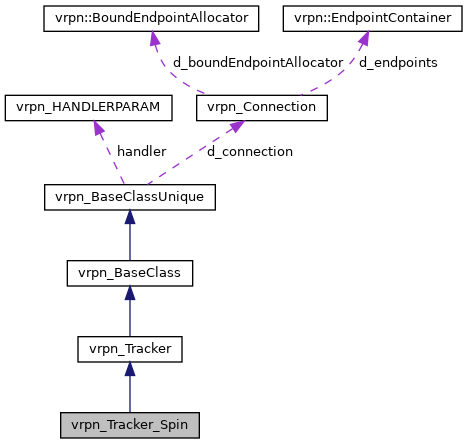 vrpn::BoundEndpointAllocator
vrpn::EndpointContainer
d_boundEndpointAllocator
d_endpoints
vrpn_HANDLERPARAM
vrpn_Connection
handler
d_connection
vrpn_BaseClassUnique
vrpn_BaseClass
vrpn_Tracker
vrpn_Tracker_Spin